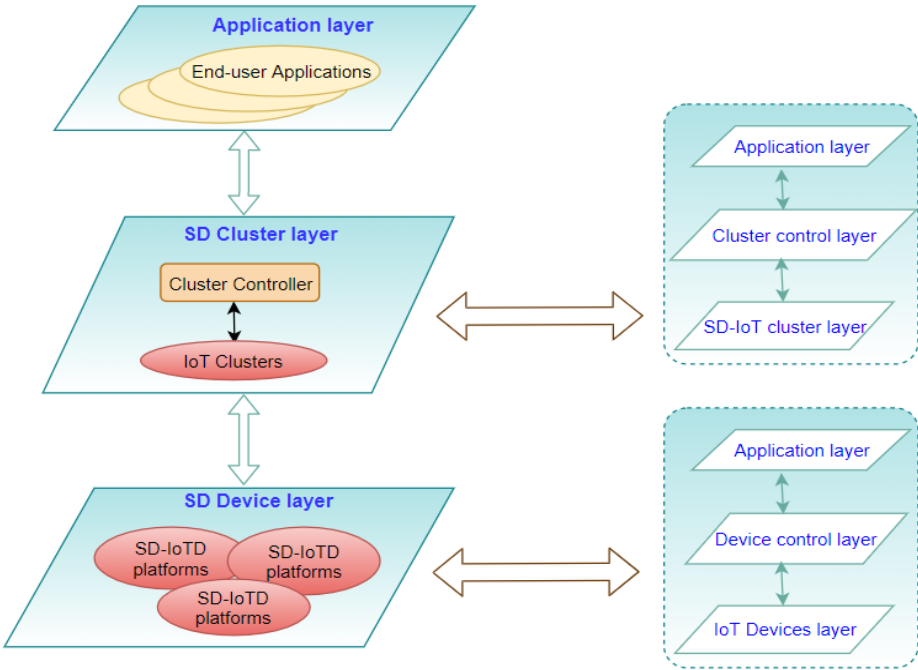 Application layer
End-user Applications
SD Cluster layer
Cluster Controller
IoT Clusters
SD Device layer
SD-IoTD
platforms
SD-IoTD
platforms
SD-IoTD
platforms
Application layer
Cluster control layer
SD-IoT cluster layer
Application layer
Device control layer
IoT Devices layer